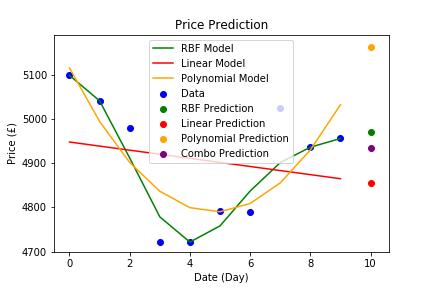 Price Prediction
Price (£)
5100
5000
4900
4800
4700
RBF Model
Linear Model
Polynomial Model
Data
RBF Prediction
Linear Prediction
Polynomial Prediction
Combo Prediction
0 2 4 6 8 10
Date (Day)